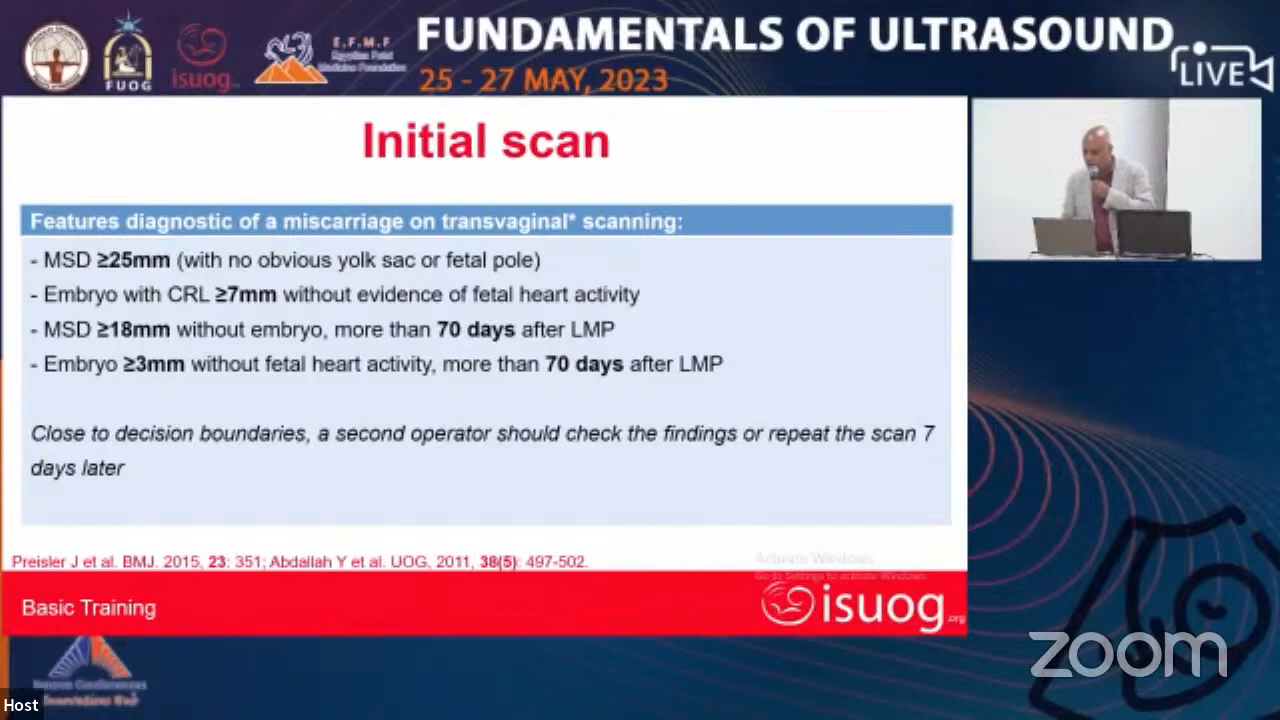 FUNDAMENTALS OF ULTRASOUND
25 - 27 MAY, 2023
LIVE
FUOG
isuog
E.F.M.F
Egyptian Fetal
Medicine Foundation
Initial scan
Features diagnostic of a miscarriage on transvaginal* scanning:
- MSD ≥25mm (with no obvious yolk sac or fetal pole)
- Embryo with CRL ≥7mm without evidence of fetal heart activity
- MSD ≥18mm without embryo, more than 70 days after LMP
- Embryo ≥3mm without fetal heart activity, more than 70 days after LMP
Close to decision boundaries, a second operator should check the findings or repeat the scan 7
days later
Preisler J et al. BMJ. 2015, 23: 351; Abdallah Y et al. UOG, 2011, 38(5): 497-502.
Activate Windows
Go to Settings to activate Windows.
Basic Training
isuog.org
zoom
Host